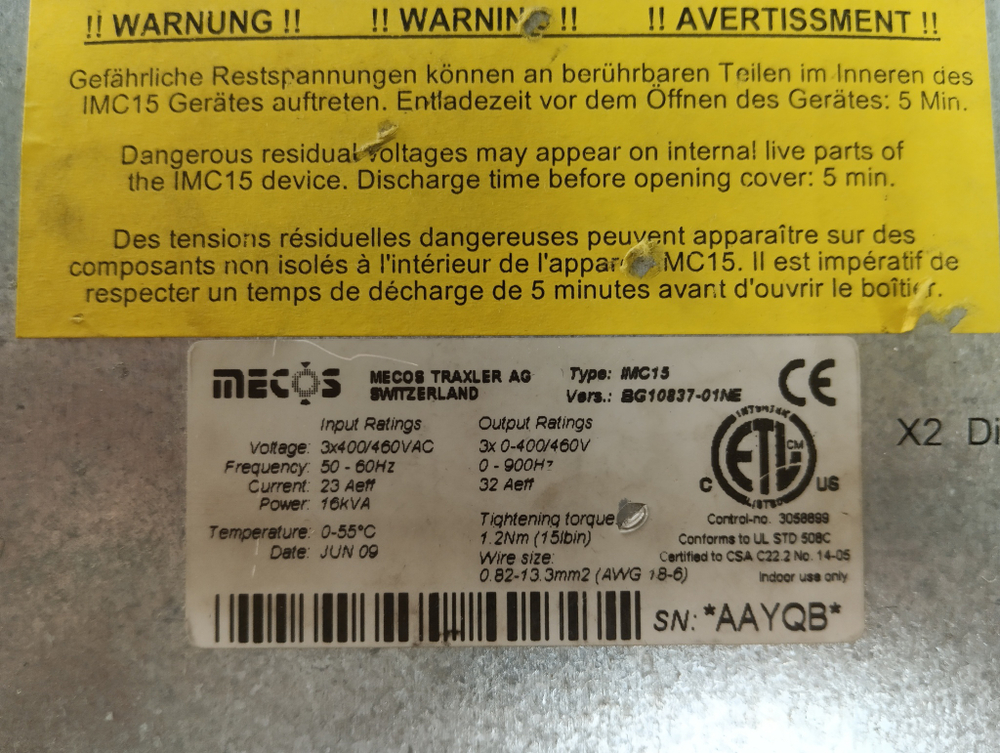 !! WARNUNG !! !! WARNING !! !! AVERTISSMENT !!
Gefährliche Restspannungen können an berührbaren Teilen im Inneren des
IMC15 Gerätes auftreten. Entladezeit vor dem Öffnen des Gerätes: 5 Min.
Dangerous residual voltages may appear on internal live parts of
the IMC15 device. Discharge time before opening cover: 5 min.
Des tensions résiduelles dangereuses peuvent apparaître sur des
composants non isolés à l'intérieur de l'appareil IMC15. Il est impératif de
respecter un temps de décharge de 5 minutes avant d'ouvrir le boîtier.
MECOS MECOS TRAXLER AG
SWITZERLAND
Type: IMC15
Vers.: BG10837-01NE
CE
Input Ratings
Voltage: 3x400/460VAC
Frequency: 50 - 60Hz
Current: 23 Aeff
Power: 16kVA
Temperature: 0-55°C
Date: JUN 09
Output Ratings
3x 0-400/460V
0 - 900Hz
32 Aeff
Tightening torque
1.2Nm (15lbin)
Wire size:
0.82-13.3mm2 (AWG 18-6)
INTERTEK
ETL CM
C US
LISTED
Control-no. 3058899
Conforms to UL STD 508C
Certified to CSA C22.2 No. 14-05
Indoor use only
SN: *AAYQB*
X2 Di